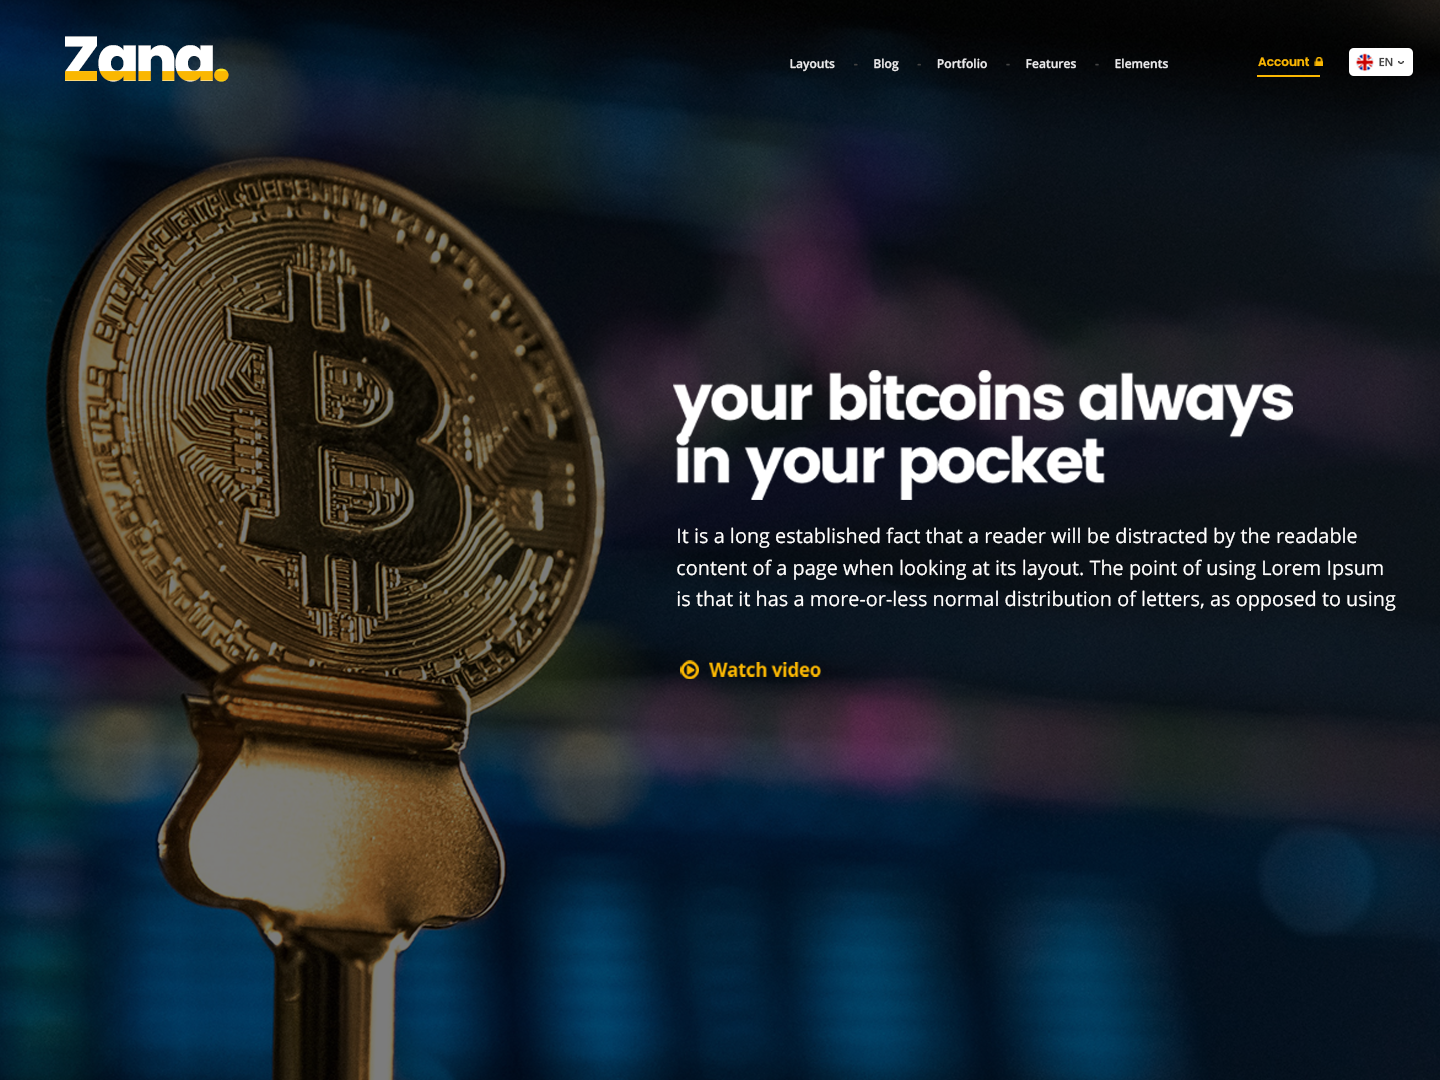 Zana.
Layouts - Blog - Portfolio - Features - Elements
Account
EN
your bitcoins always
in your pocket
It is a long established fact that a reader will be distracted by the readable
content of a page when looking at its layout. The point of using Lorem Ipsum
is that it has a more-or-less normal distribution of letters, as opposed to using
Watch video